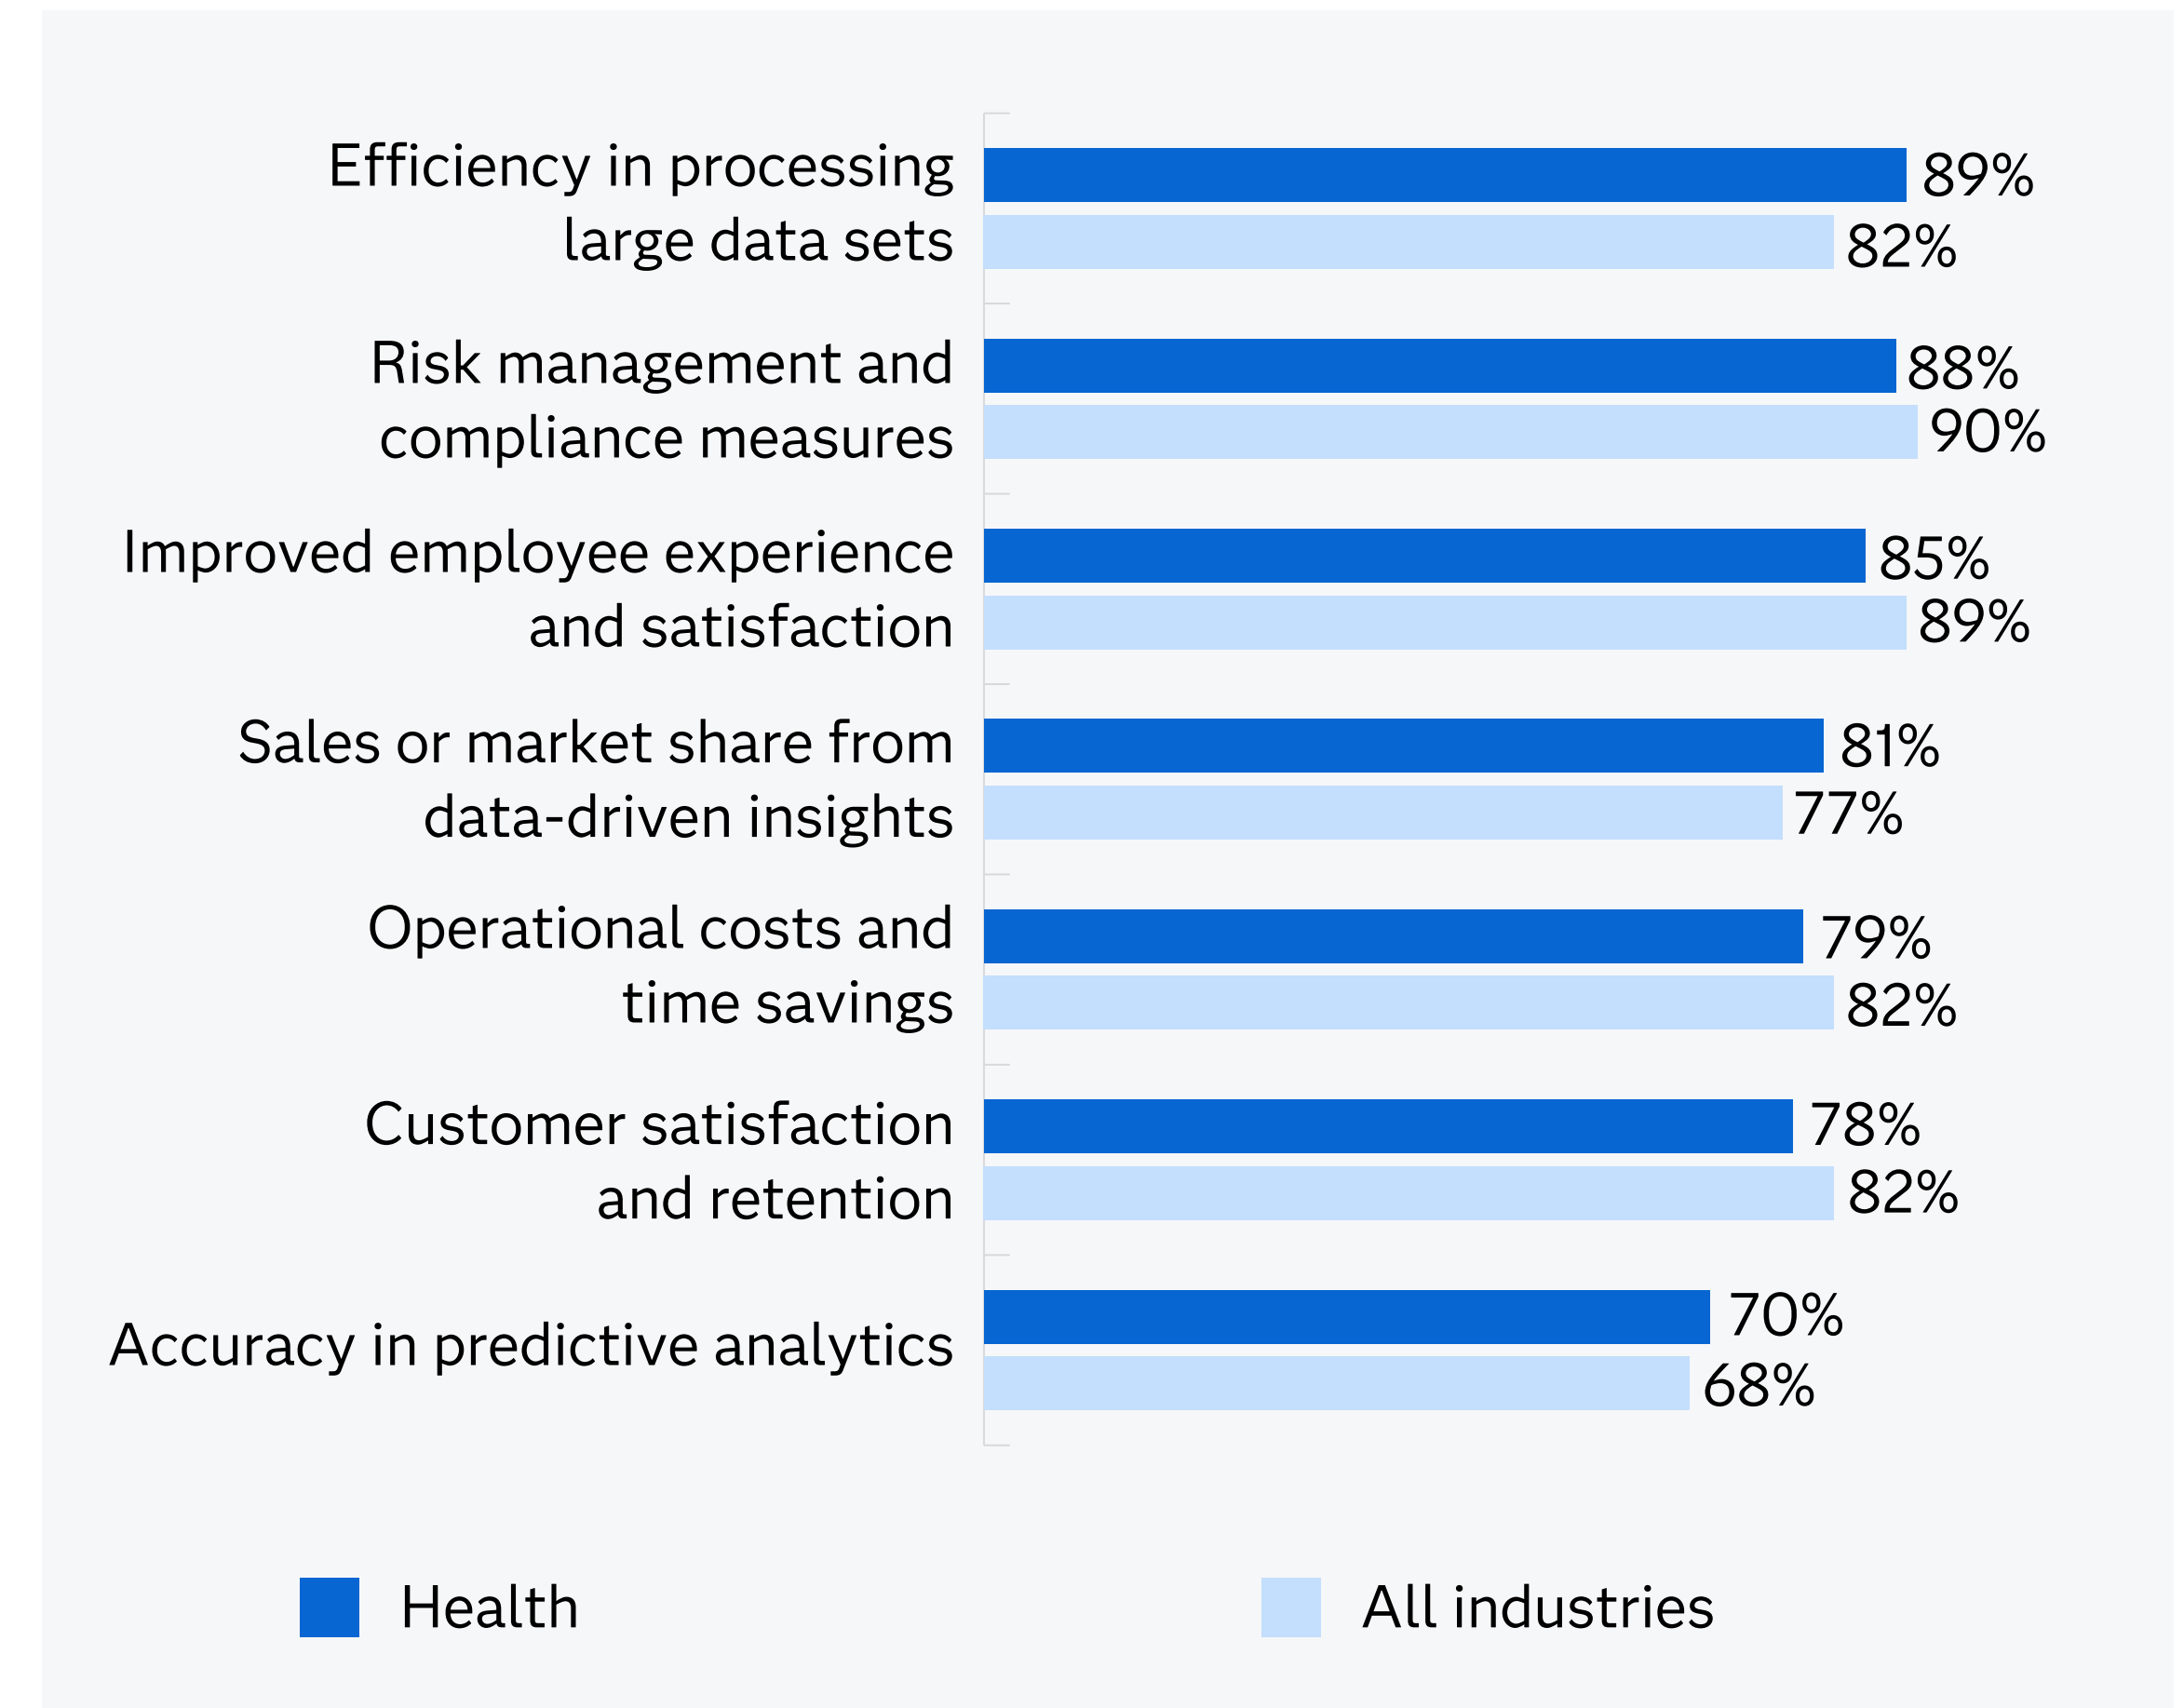 Efficiency in processing
large data sets
89%
82%
Risk management and
compliance measures
88%
90%
Improved employee experience
and satisfaction
85%
89%
Sales or market share from
data-driven insights
81%
77%
Operational costs and
time savings
79%
82%
Customer satisfaction
and retention
78%
82%
Accuracy in predictive analytics
70%
68%
Health
All industries